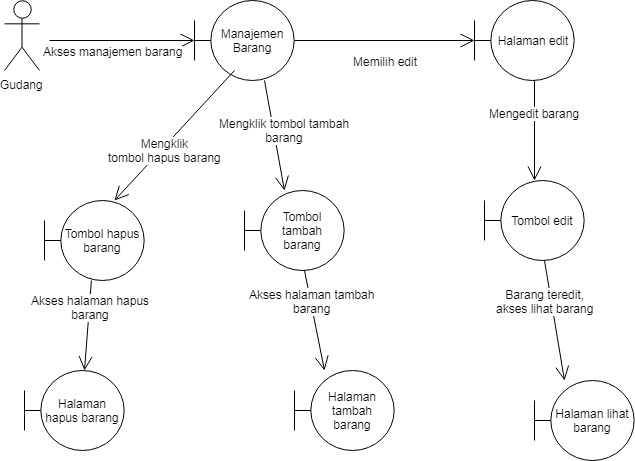 Manajemen
Barang
Halaman edit
Akses manajemen barang
Memilih edit
Gudang
Mengklik
tombol hapus barang
Mengklik tombol tambah
barang
Mengedit barang
Tombol hapus
barang
Tombol
tambah
barang
Tombol edit
Akses halaman hapus
barang
Akses halaman tambah
barang
Barang teredit,
akses lihat barang
Halaman
hapus barang
Halaman
tambah
barang
Halaman lihat
barang